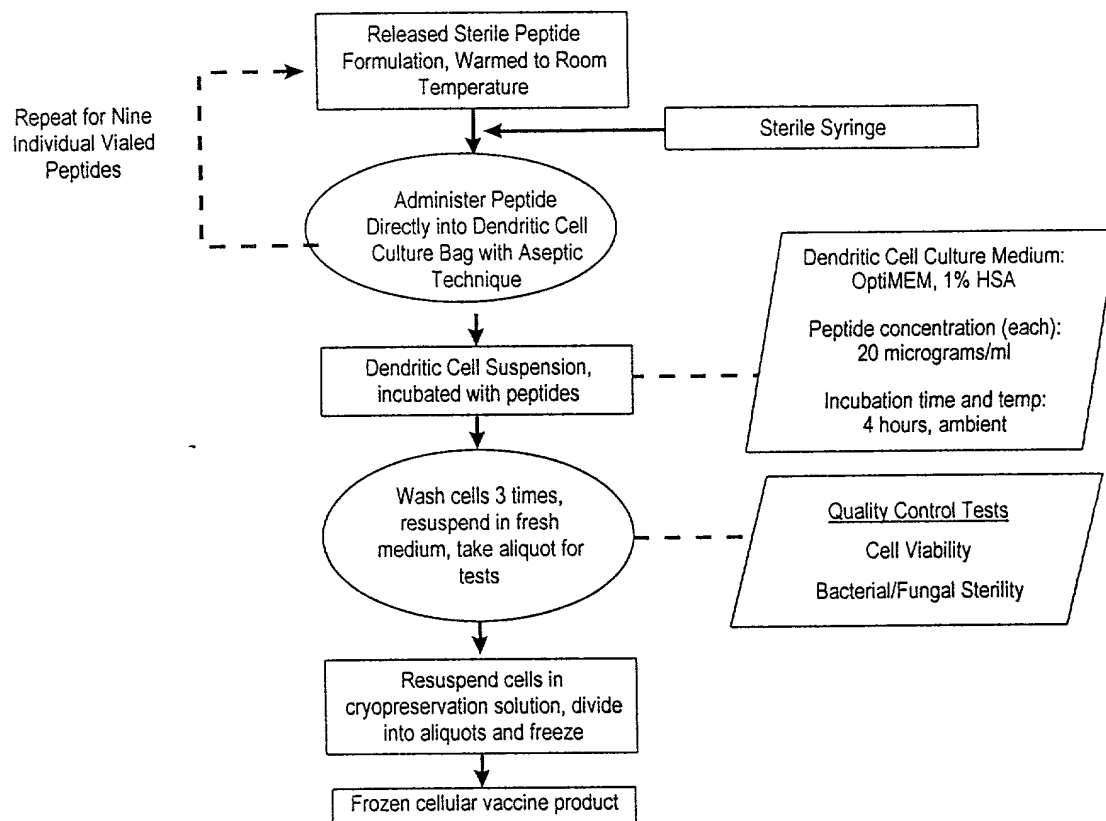 Released Sterile Peptide
Formulation, Warmed to Room
Temperature
Repeat for Nine
Individual Vialed
Peptides
Sterile Syringe
Administer Peptide
Directly into Dendritic Cell
Culture Bag with Aseptic
Technique
Dendritic Cell Culture Medium:
OptiMEM, 1% HSA
Peptide concentration (each):
20 micrograms/ml
Incubation time and temp:
4 hours, ambient
Dendritic Cell Suspension,
incubated with peptides
Wash cells 3 times,
resuspend in fresh
medium, take aliquot for
tests
Quality Control Tests
Cell Viability
Bacterial/Fungal Sterility
Resuspend cells in
cryopreservation solution, divide
into aliquots and freeze
Frozen cellular vaccine product